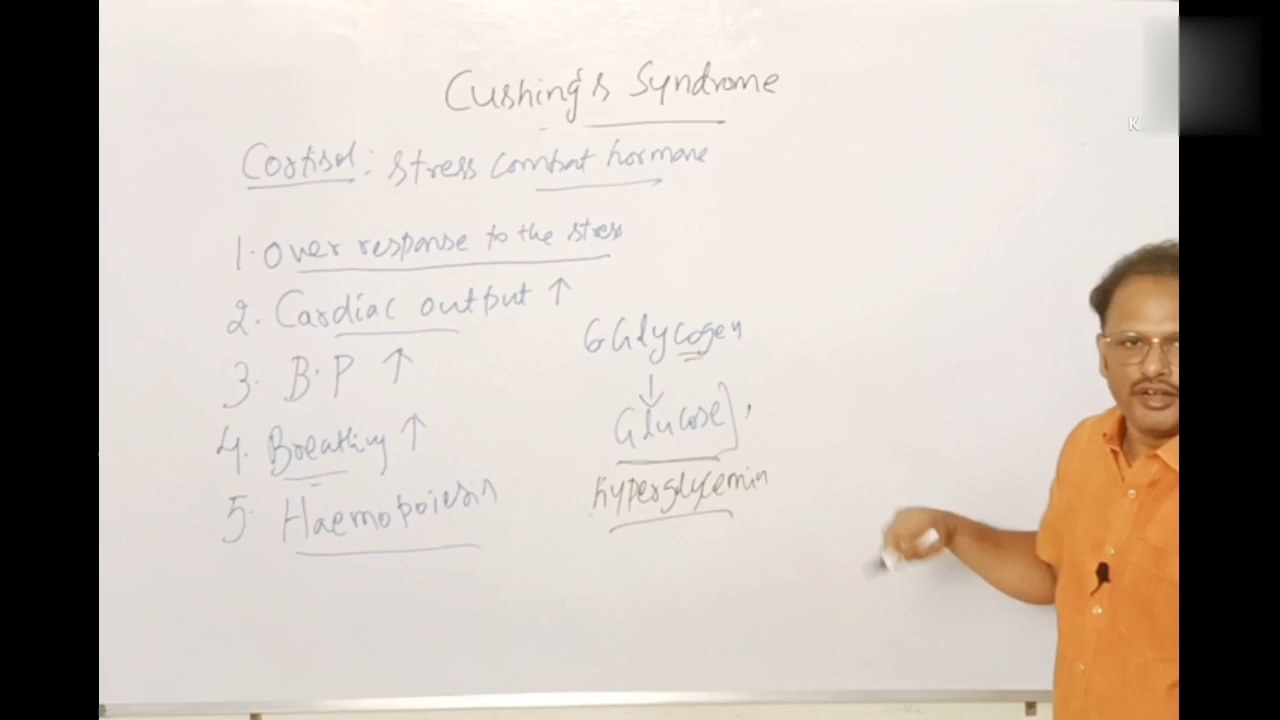 Cushing's Syndrome
Cortisol: stress combat hormone
1. Over response to the stress
2. Cardiac output ↑
3. B.P ↑
4. Breathing ↑
5. Haemopoiesis
6 Glycogen
↓
Glucose
hyperglycemia
K